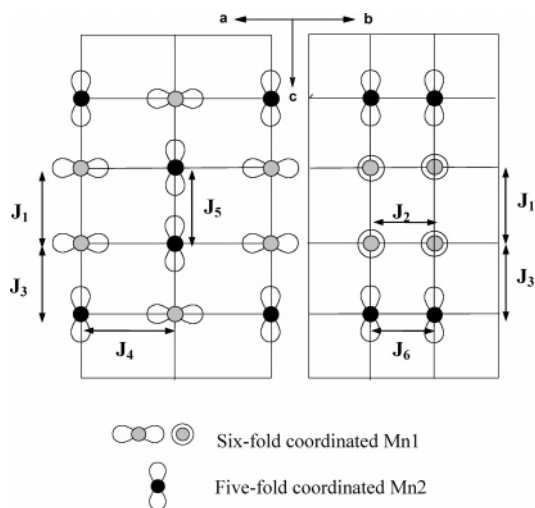 a b
c
J1 J5 J2 J1
J3 J3
J4 J6
Six-fold coordinated Mn1
Five-fold coordinated Mn2